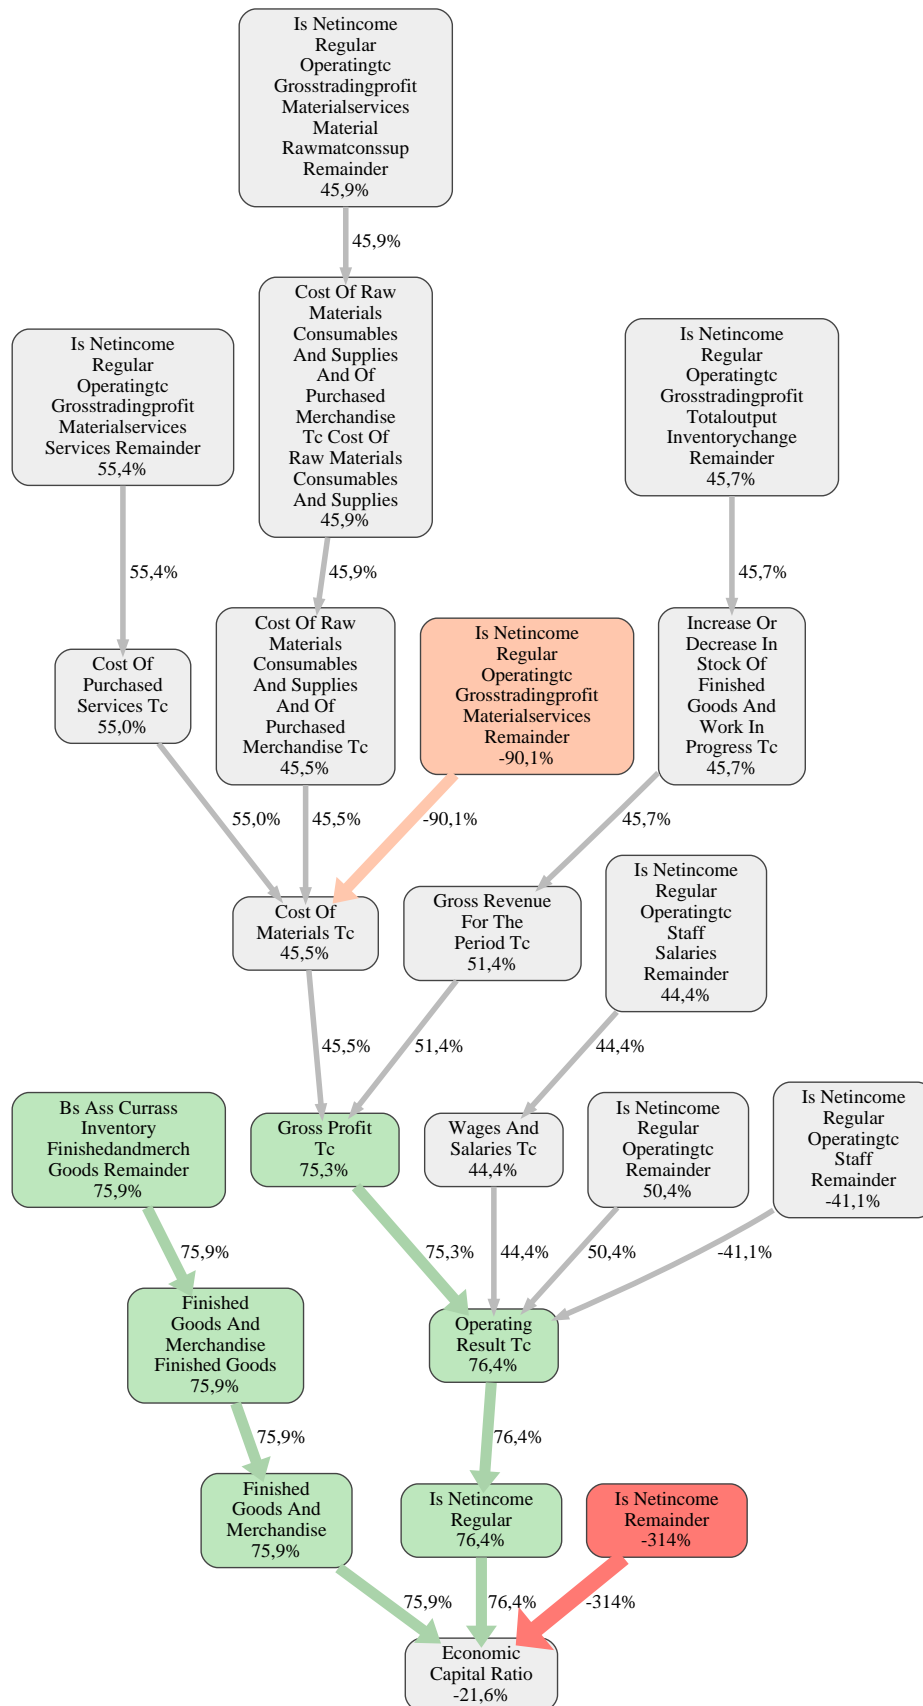 Is Netincome
Regular
Operatingtc
Grosstradingprofit
Materialservices
Material
Rawmatconssup
Remainder
45,9%
45,9%
Cost Of Raw
Materials
Consumables
And Supplies
And Of
Purchased
Merchandise
Tc Cost Of
Raw Materials
Consumables
And Supplies
45,9%
Is Netincome
Regular
Operatingtc
Grosstradingprofit
Materialservices
Services Remainder
55,4%
Is Netincome
Regular
Operatingtc
Grosstradingprofit
Totaloutput
Inventorychange
Remainder
45,7%
55,4%
45,9%
45,7%
Cost Of
Purchased
Services Tc
55,0%
Cost Of Raw
Materials
Consumables
And Supplies
And Of
Purchased
Merchandise Tc
45,5%
Is Netincome
Regular
Operatingtc
Grosstradingprofit
Materialservices
Remainder
-90,1%
Increase Or
Decrease In
Stock Of
Finished
Goods And
Work In
Progress Tc
45,7%
55,0%
45,5%
-90,1%
45,7%
Cost Of
Materials Tc
45,5%
Gross Revenue
For The
Period Tc
51,4%
Is Netincome
Regular
Operatingtc
Staff
Salaries
Remainder
44,4%
45,5%
51,4%
44,4%
Bs Ass Currass
Inventory
Finishedandmerch
Goods Remainder
75,9%
Gross Profit
Tc
75,3%
Wages And
Salaries Tc
44,4%
Is Netincome
Regular
Operatingtc
Remainder
50,4%
Is Netincome
Regular
Operatingtc
Staff
Remainder
-41,1%
75,9%
75,3%
44,4%
50,4%
-41,1%
Finished
Goods And
Merchandise
Finished Goods
75,9%
Operating
Result Tc
76,4%
75,9%
76,4%
Finished
Goods And
Merchandise
75,9%
Is Netincome
Regular
76,4%
Is Netincome
Remainder
-314%
75,9%
76,4%
-314%
Economic
Capital Ratio
-21,6%